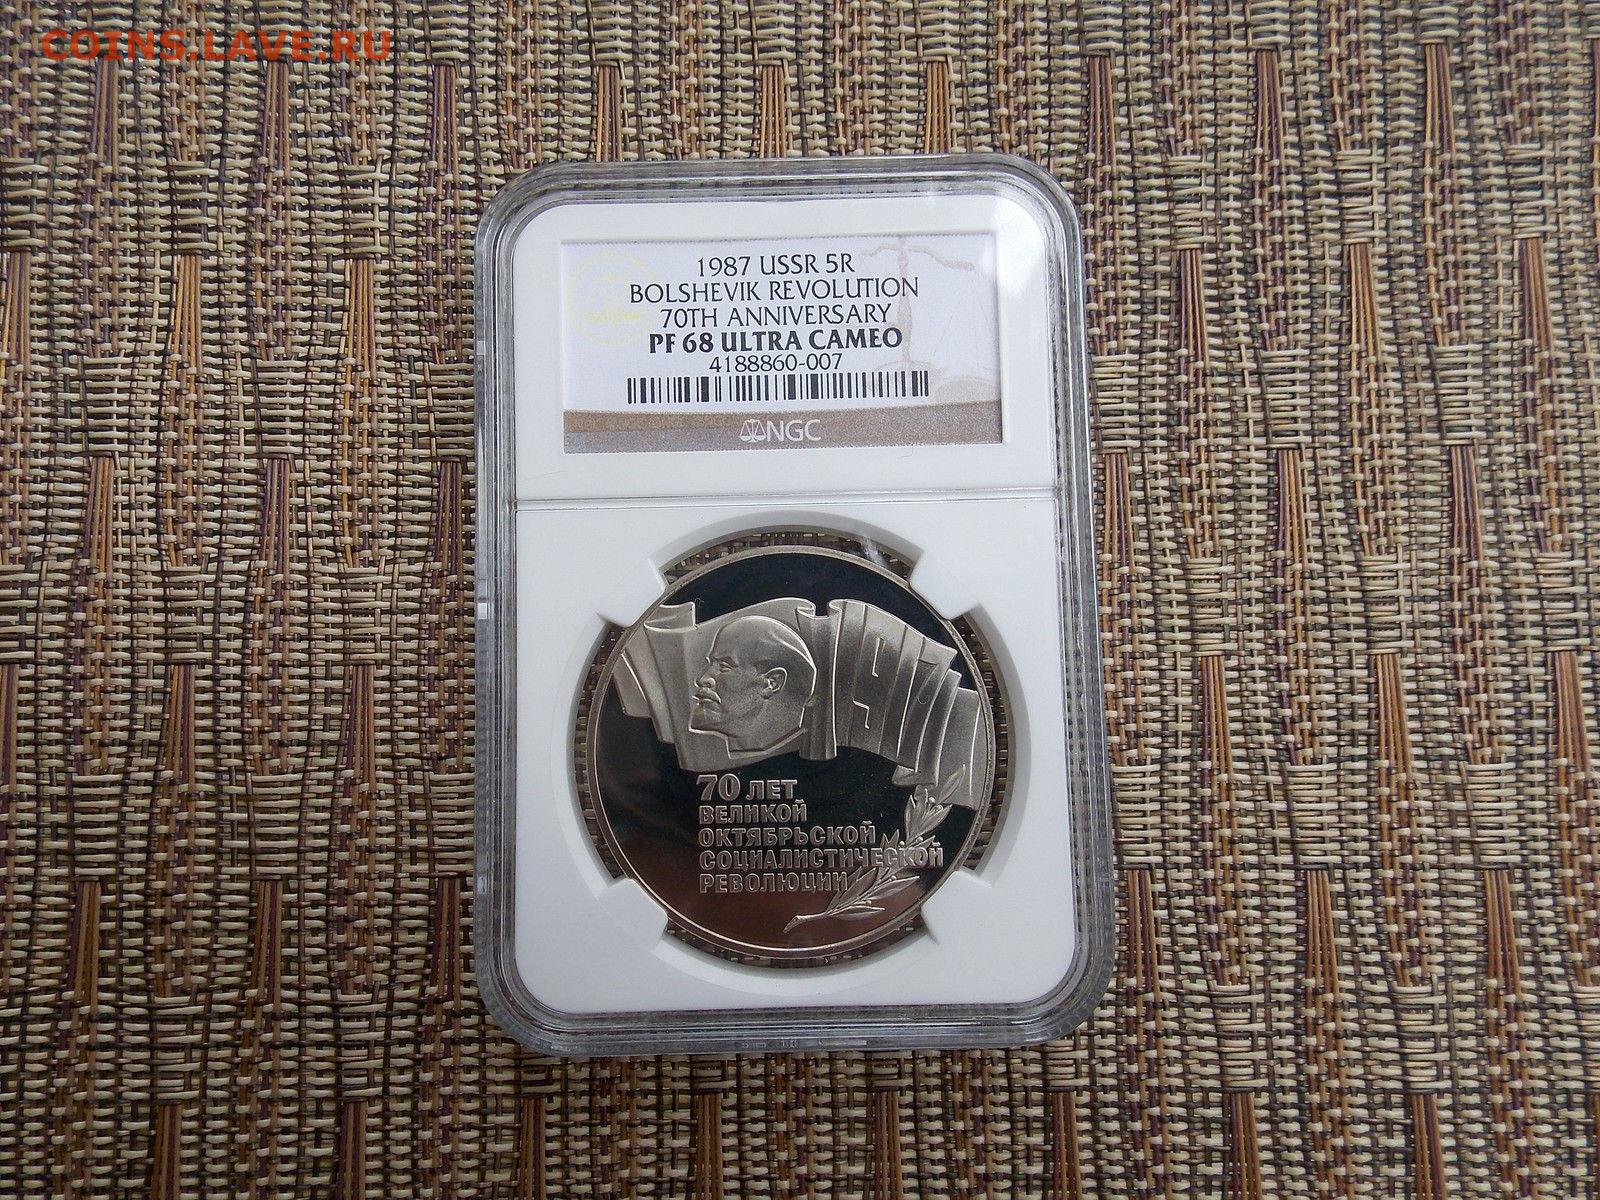 COINS.LAVE.RU
1987 USSR 5R
BOLSHEVIK REVOLUTION
70TH ANNIVERSARY
PF 68 ULTRA CAMEO
4188860-007
NGC
1917
70 ЛЕТ
ВЕЛИКОЙ
ОКТЯБРЬСКОЙ
СОЦИАЛИСТИЧЕСКОЙ
РЕВОЛЮЦИИ